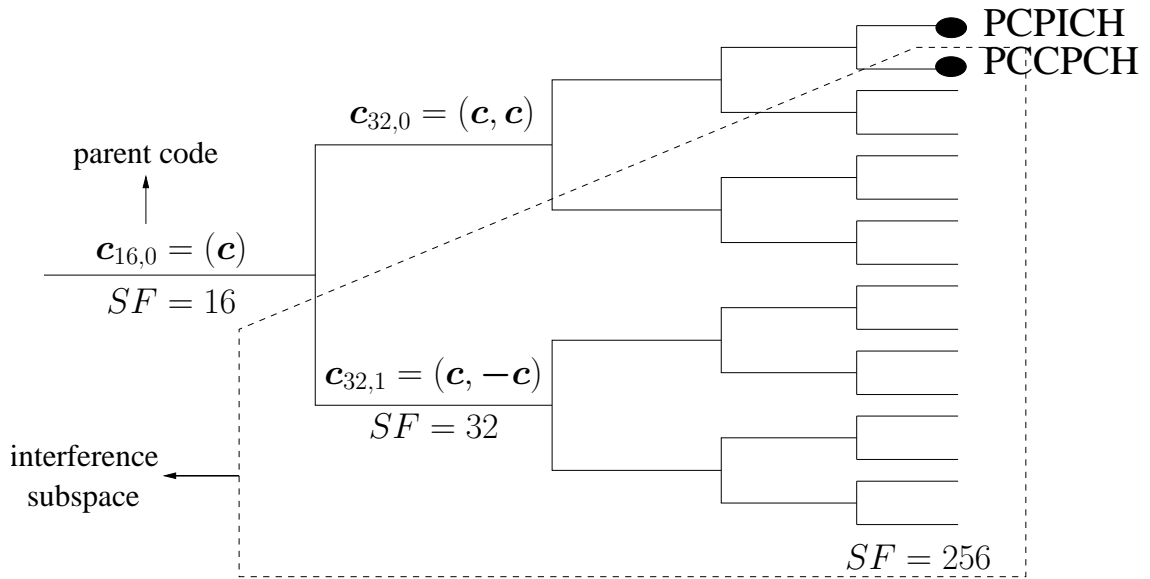 PCPICH
PCCPCH
𝒄₃₂,₀ = (𝒄, 𝒄)
parent code
𝒄₁₆,₀ = (𝒄)
SF = 16
𝒄₃₂,₁ = (𝒄, −𝒄)
SF = 32
interference
subspace
SF = 256